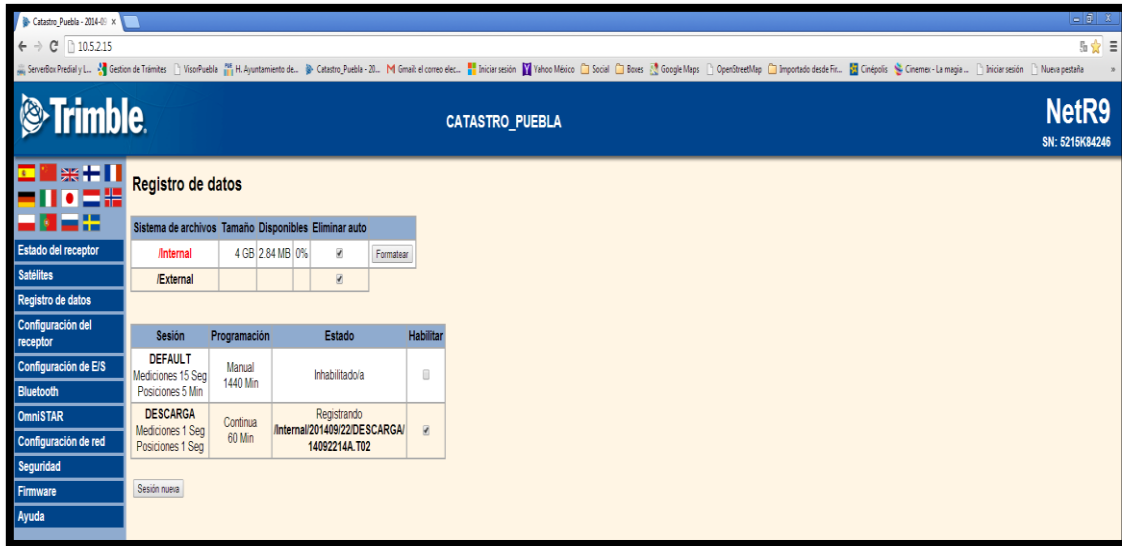 Catastro_Puebla - 2014-09
10.5.2.15
ServerBox Predial y L... Gestion de Trámites VisorPuebla H. Ayuntamiento de... Catastro_Puebla - 20... Gmail: el correo elec... Iniciar sesión Yahoo México Social Boxes Google Maps OpenStreetMap Importado desde Fir... Cinépolis Cinemex - La magia ... Iniciar sesión Nueva pestaña »
Trimble.
CATASTRO_PUEBLA
NetR9
SN: 5215K84246
Registro de datos
Sistema de archivos Tamaño Disponibles Eliminar auto
/Internal 4 GB 2.84 MB 0% Formatear
/External
Estado del receptor
Satélites
Registro de datos
Configuración del
receptor
Configuración de E/S
Bluetooth
OmniSTAR
Configuración de red
Seguridad
Firmware
Ayuda
Sesión Programación Estado Habilitar
DEFAULT
Mediciones 15 Seg
Posiciones 5 Min
Manual
1440 Min
Inhabilitado/a
DESCARGA
Mediciones 1 Seg
Posiciones 1 Seg
Continua
60 Min
Registrando
/Internal/201409/22/DESCARGA/
14092214A.T02
Sesión nueva